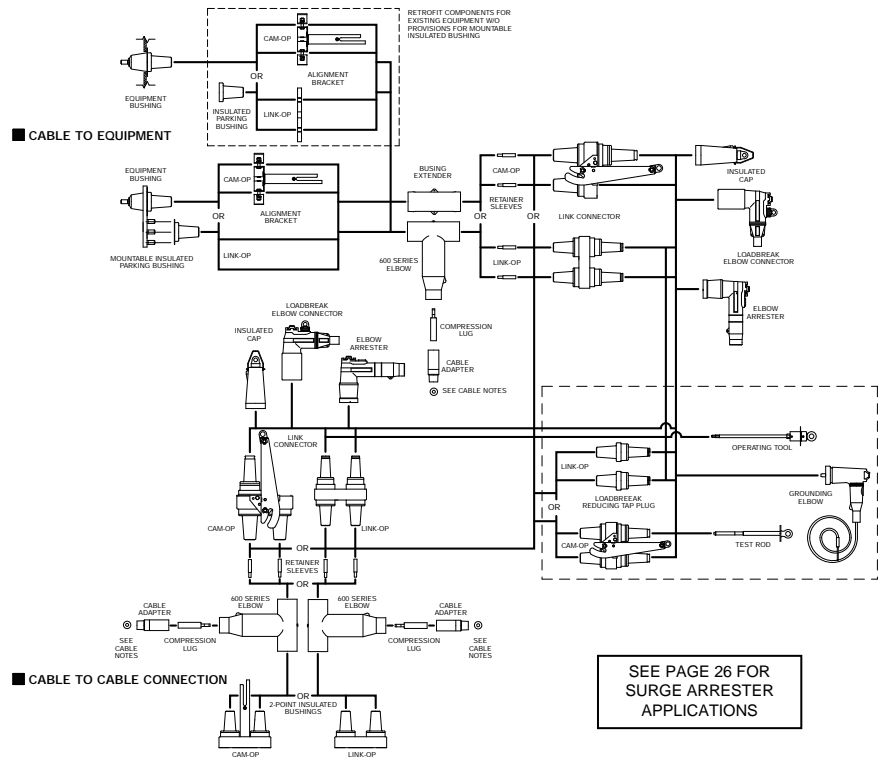 RETROFIT COMPONENTS FOR
EXISTING EQUIPMENT W/O
PROVISIONS FOR MOUNTABLE
INSULATED BUSHING
CAM-OP
OR
ALIGNMENT
BRACKET
EQUIPMENT
BUSHING
INSULATED
PARKING
BUSHING
LINK-OP
■ CABLE TO EQUIPMENT
EQUIPMENT
BUSHING
CAM-OP
OR
ALIGNMENT
BRACKET
MOUNTABLE INSULATED
PARKING BUSHING
LINK-OP
BUSING
EXTENDER
600 SERIES
ELBOW
COMPRESSION
LUG
CABLE
ADAPTER
SEE CABLE NOTES
CAM-OP
RETAINER
SLEEVES
OR
OR
LINK CONNECTOR
LINK-OP
INSULATED
CAP
LOADBREAK
ELBOW CONNECTOR
ELBOW
ARRESTER
LOADBREAK
ELBOW CONNECTOR
INSULATED
CAP
ELBOW
ARRESTER
LINK
CONNECTOR
CAM-OP
LINK-OP
OR
RETAINER
SLEEVES
OR
OPERATING TOOL
LINK-OP
LOADBREEAK
REDUCING TAP PLUG
OR
CAM-OP
TEST ROD
GROUNDING
ELBOW
CABLE
ADAPTER
600 SERIES
ELBOW
600 SERIES
ELBOW
CABLE
ADAPTER
SEE
CABLE
NOTES
COMPRESSION
LUG
COMPRESSION
LUG
SEE
CABLE
NOTES
■ CABLE TO CABLE CONNECTION
OR
2-POINT INSULATED
BUSHINGS
CAM-OP
LINK-OP
SEE PAGE 26 FOR
SURGE ARRESTER
APPLICATIONS